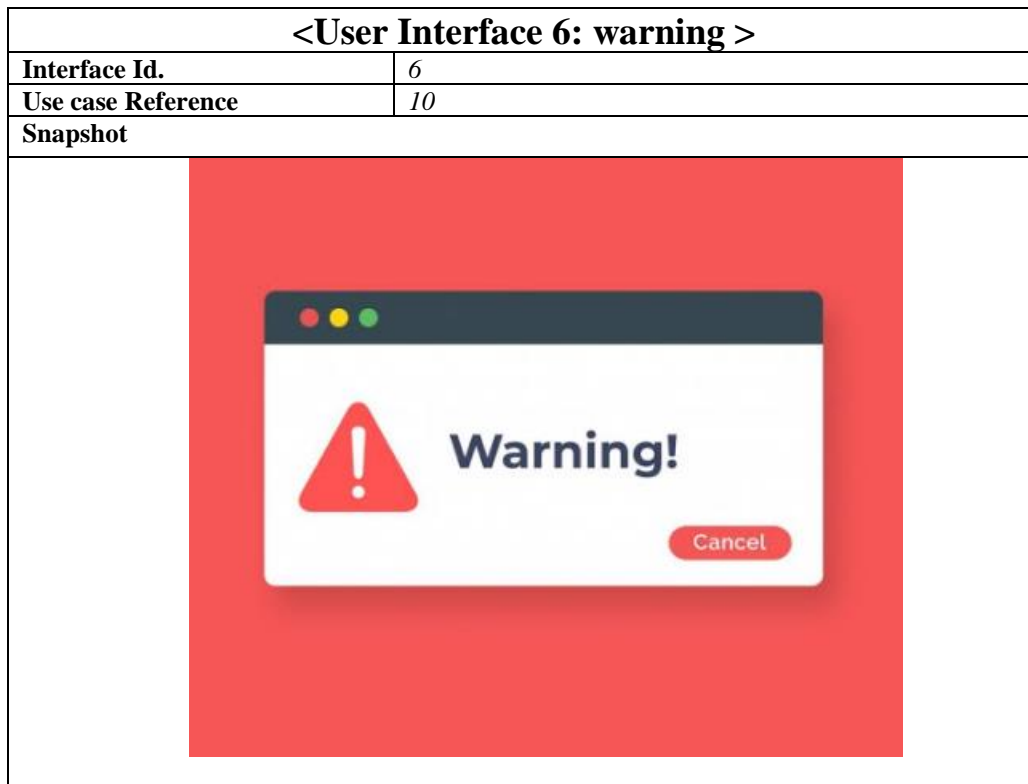 <User Interface 6: warning >
Interface Id. 6
Use case Reference 10
Snapshot
Warning!
Cancel